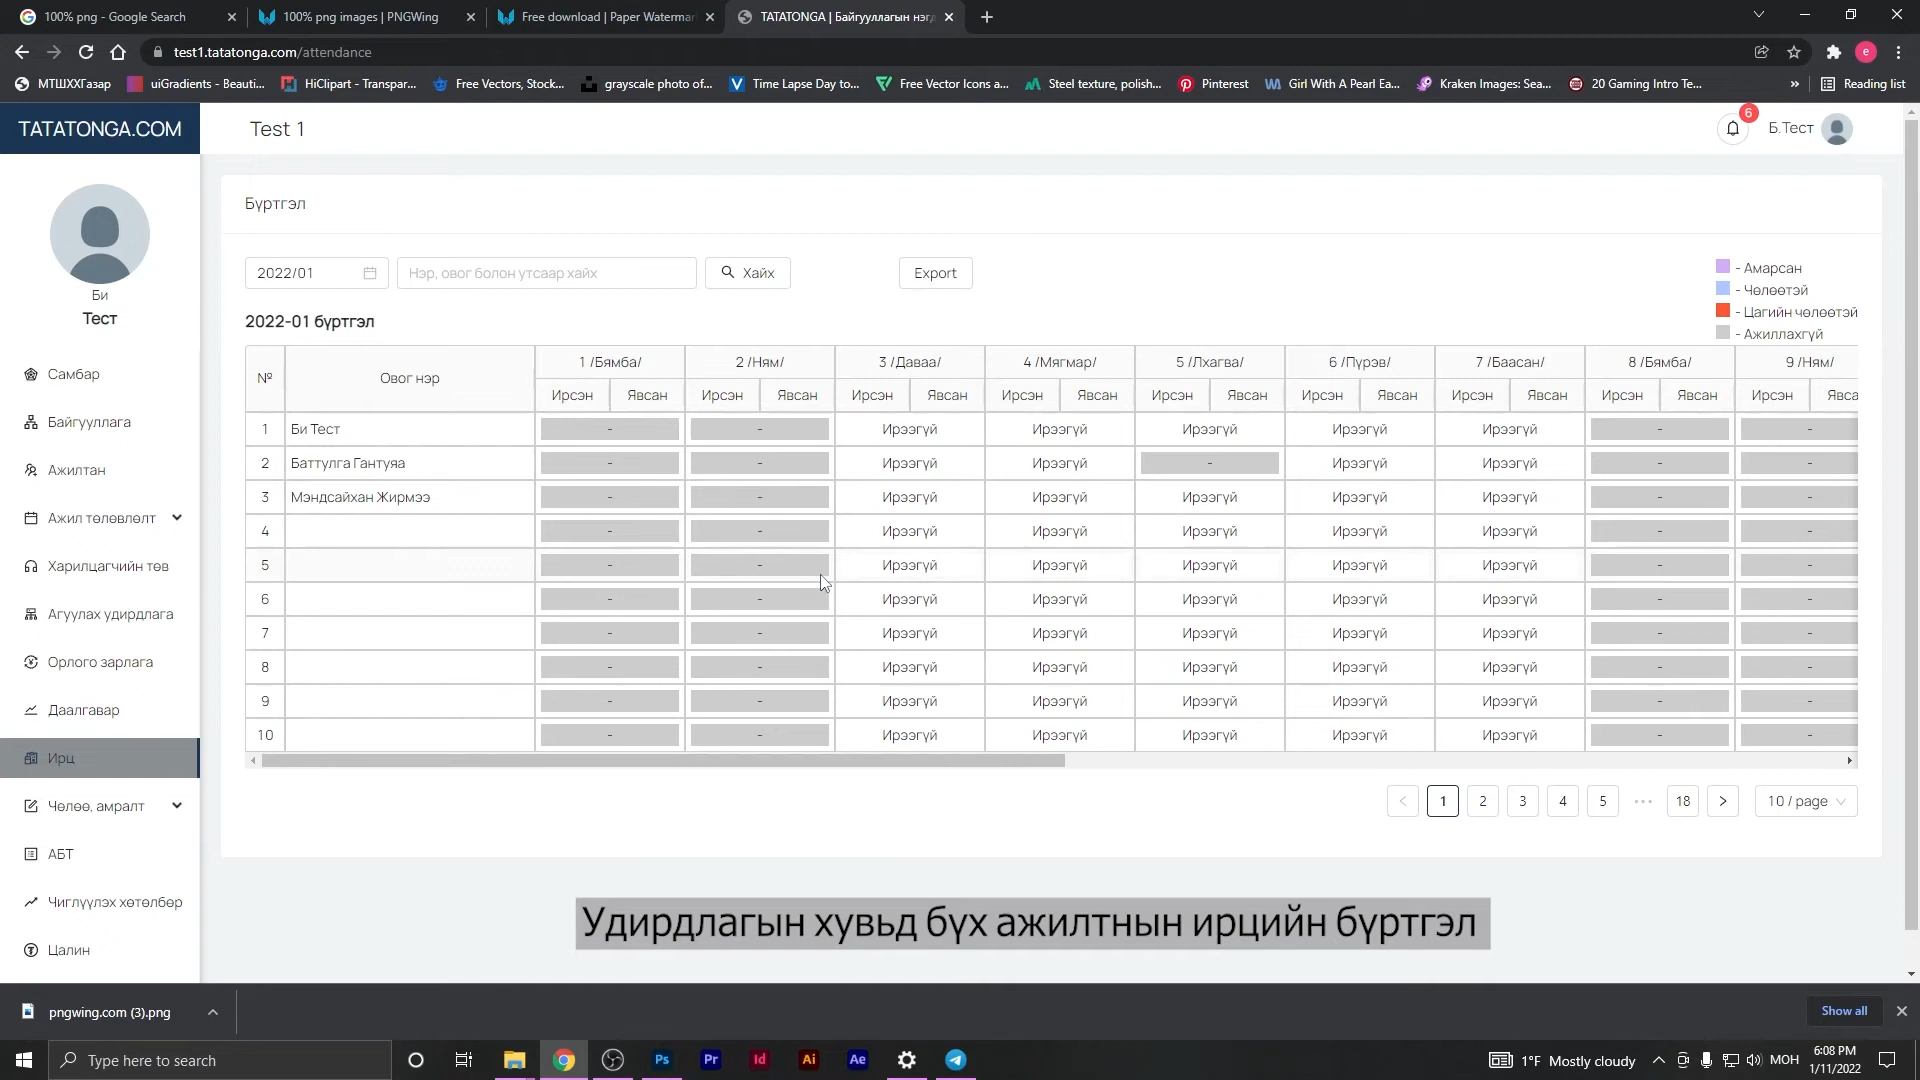 100% png - Google Search
100% png images | PNGWing
Free download | Paper Watermar
TATATONGA | Байгууллагын нэгд
test1.tatatonga.com/attendance
МТШХХГазар
uiGradients - Beauti...
HiClipart - Transpar...
Free Vectors, Stock...
grayscale photo of...
Time Lapse Day to...
Free Vector Icons a...
Steel texture, polish...
Pinterest
Girl With A Pearl Ea...
Kraken Images: Sea...
20 Gaming Intro Te...
»
Reading list
TATATONGA.COM
Test 1
6
Б.Тест
Би
Тест
Самбар
Байгууллага
Ажилтан
Ажил төлөвлөлт
Харилцагчийн төв
Агуулах удирдлага
Орлого зарлага
Даалгавар
Ирц
Чөлөө, амралт
АБТ
Чиглүүлэх хөтөлбөр
Цалин
Бүртгэл
2022/01
Нэр, овог болон утсаар хайх
Хайх
Export
- Амарсан
- Чөлөөтэй
- Цагийн чөлөөтэй
- Ажиллахгүй
2022-01 бүртгэл
№ Овог нэр 1 /Бямба/ 2 /Ням/ 3 /Даваа/ 4 /Мягмар/ 5 /Лхагва/ 6 /Пүрэв/ 7 /Баасан/ 8 /Бямба/ 9 /Ням/
Ирсэн Явсан Ирсэн Явсан Ирсэн Явсан Ирсэн Явсан Ирсэн Явсан Ирсэн Явсан Ирсэн Явсан Ирсэн Явсан Ирсэн Явса
1 Би Тест - - Ирээгүй Ирээгүй Ирээгүй Ирээгүй Ирээгүй - -
2 Баттулга Гантуяа - - Ирээгүй Ирээгүй - Ирээгүй Ирээгүй - -
3 Мэндсайхан Жирмээ - - Ирээгүй Ирээгүй Ирээгүй Ирээгүй Ирээгүй - -
4 - - Ирээгүй Ирээгүй Ирээгүй Ирээгүй Ирээгүй - -
5 - - Ирээгүй Ирээгүй Ирээгүй Ирээгүй Ирээгүй - -
6 - - Ирээгүй Ирээгүй Ирээгүй Ирээгүй Ирээгүй - -
7 - - Ирээгүй Ирээгүй Ирээгүй Ирээгүй Ирээгүй - -
8 - - Ирээгүй Ирээгүй Ирээгүй Ирээгүй Ирээгүй - -
9 - - Ирээгүй Ирээгүй Ирээгүй Ирээгүй Ирээгүй - -
10 - - Ирээгүй Ирээгүй Ирээгүй Ирээгүй Ирээгүй - -
< 1 2 3 4 5 ••• 18 > 10 / page
Удирдлагын хувьд бүх ажилтнын ирцийн бүртгэл
pngwing.com (3).png
Show all
Type here to search
Ps
Pr
Id
Ai
Ae
1°F Mostly cloudy
МОН
6:08 PM
1/11/2022